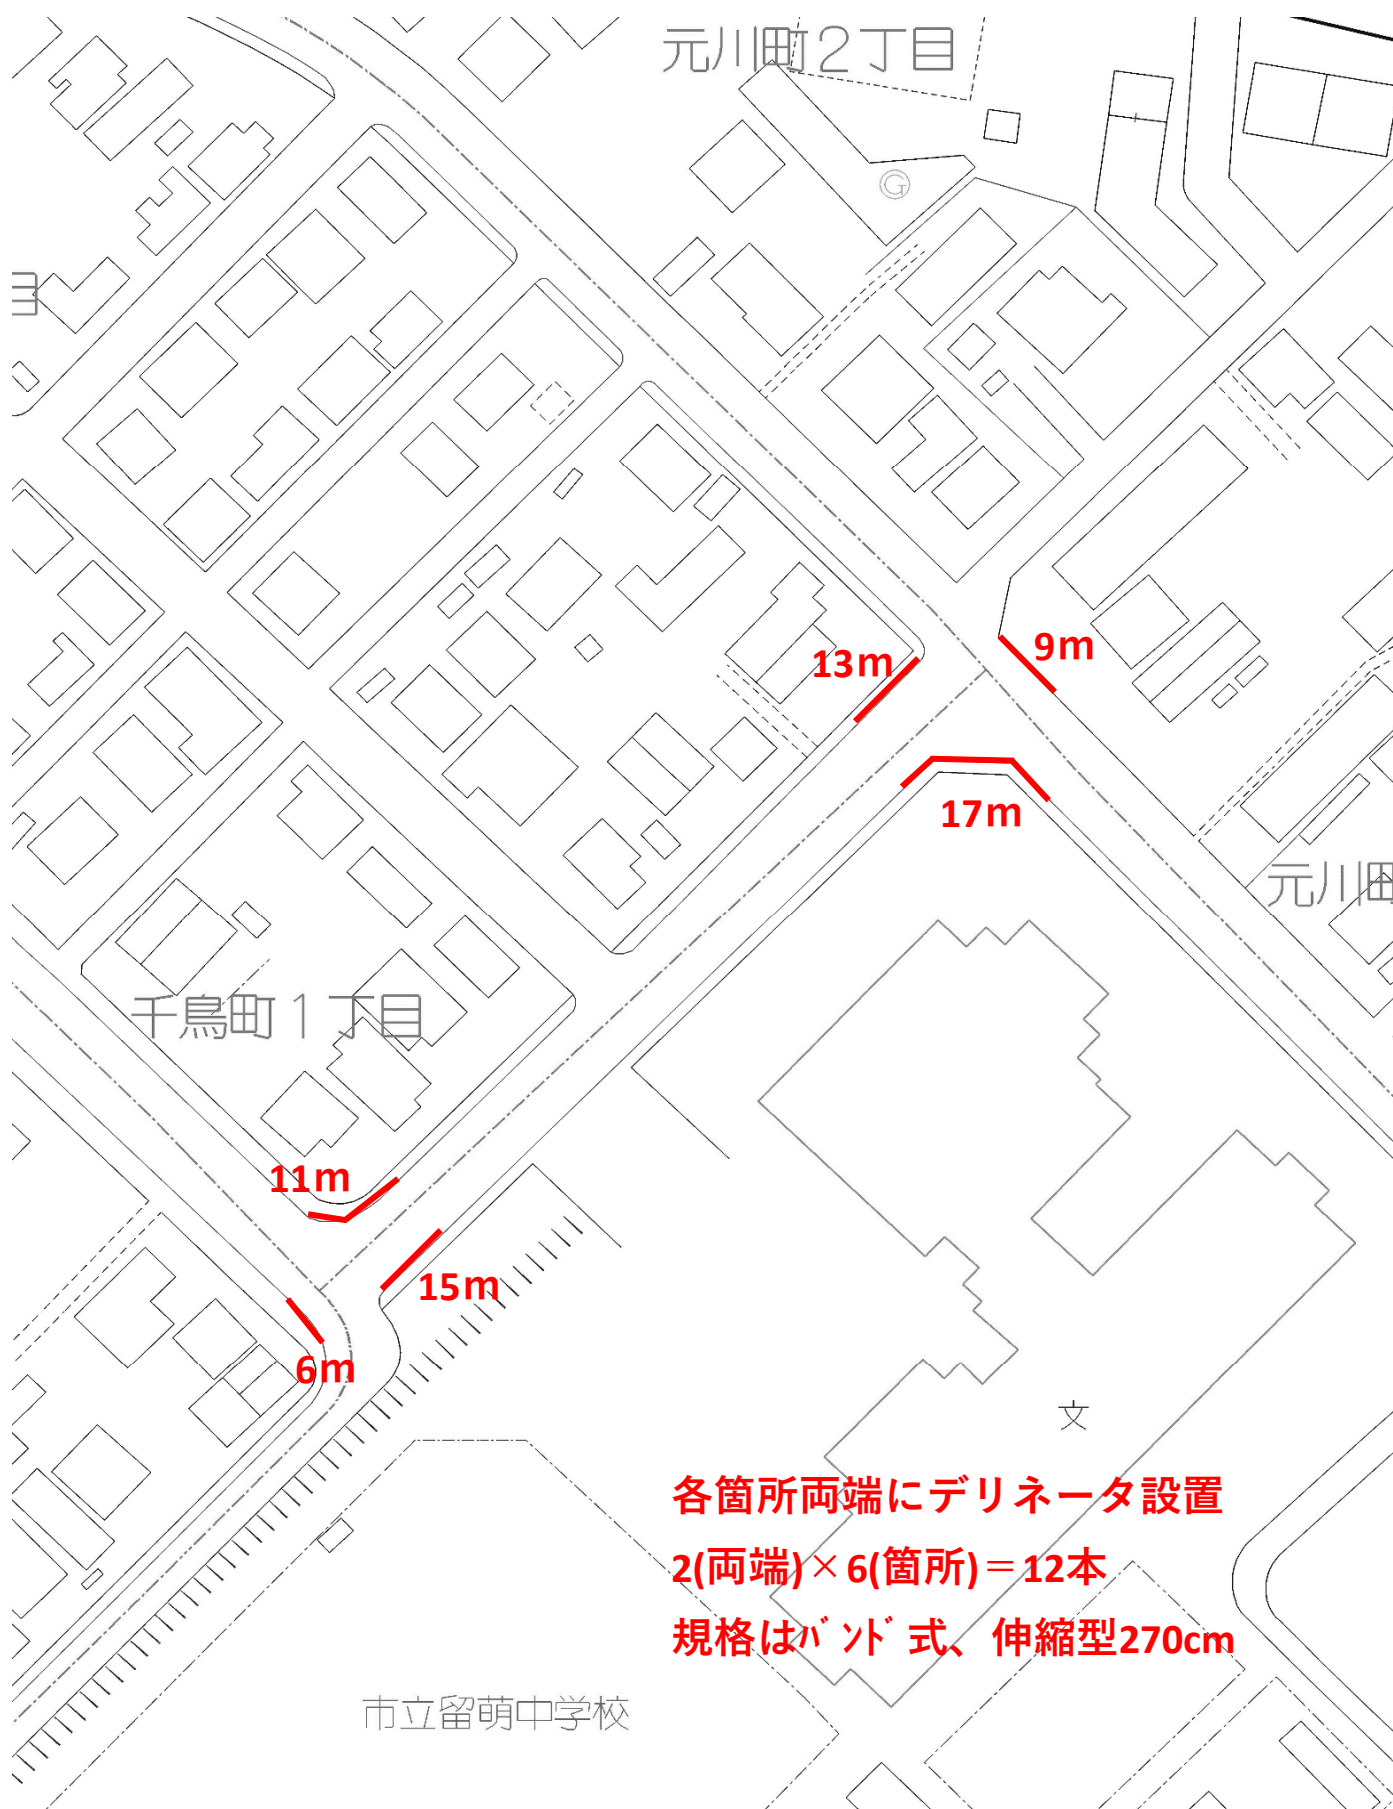 元川町2丁目
G
目
13m
9m
17m
元川町
千鳥町1丁目
11m
15m
6m
文
各箇所両端にデリネータ設置
2(両端)×6(箇所)＝12本
規格はﾊﾞﾝﾄﾞ式、伸縮型270cm
市立留萌中学校